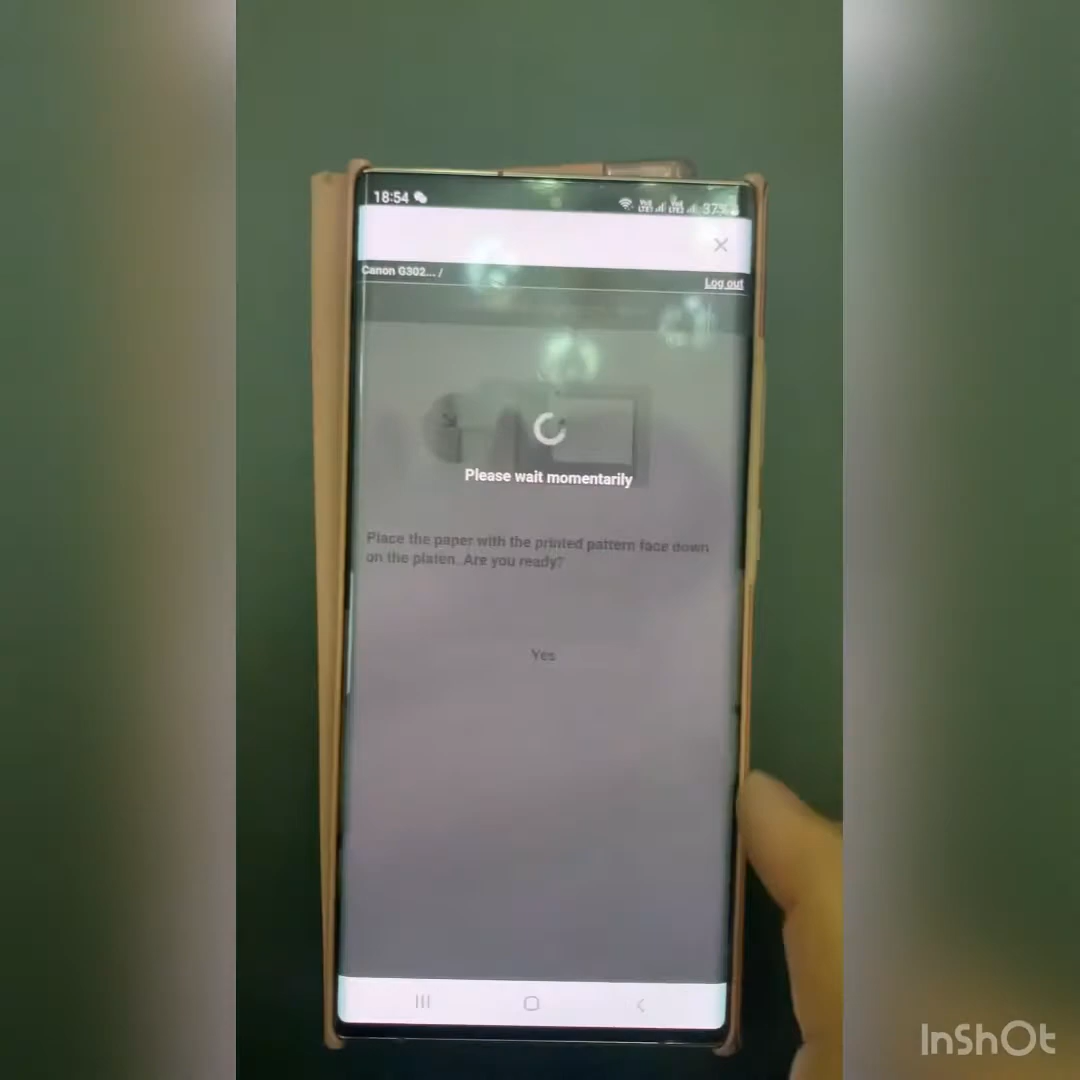 18:54
37%
Canon G302... /
Log out
Please wait momentarily
Place the paper with the printed pattern face down
on the platen. Are you ready?
Yes
InShOt